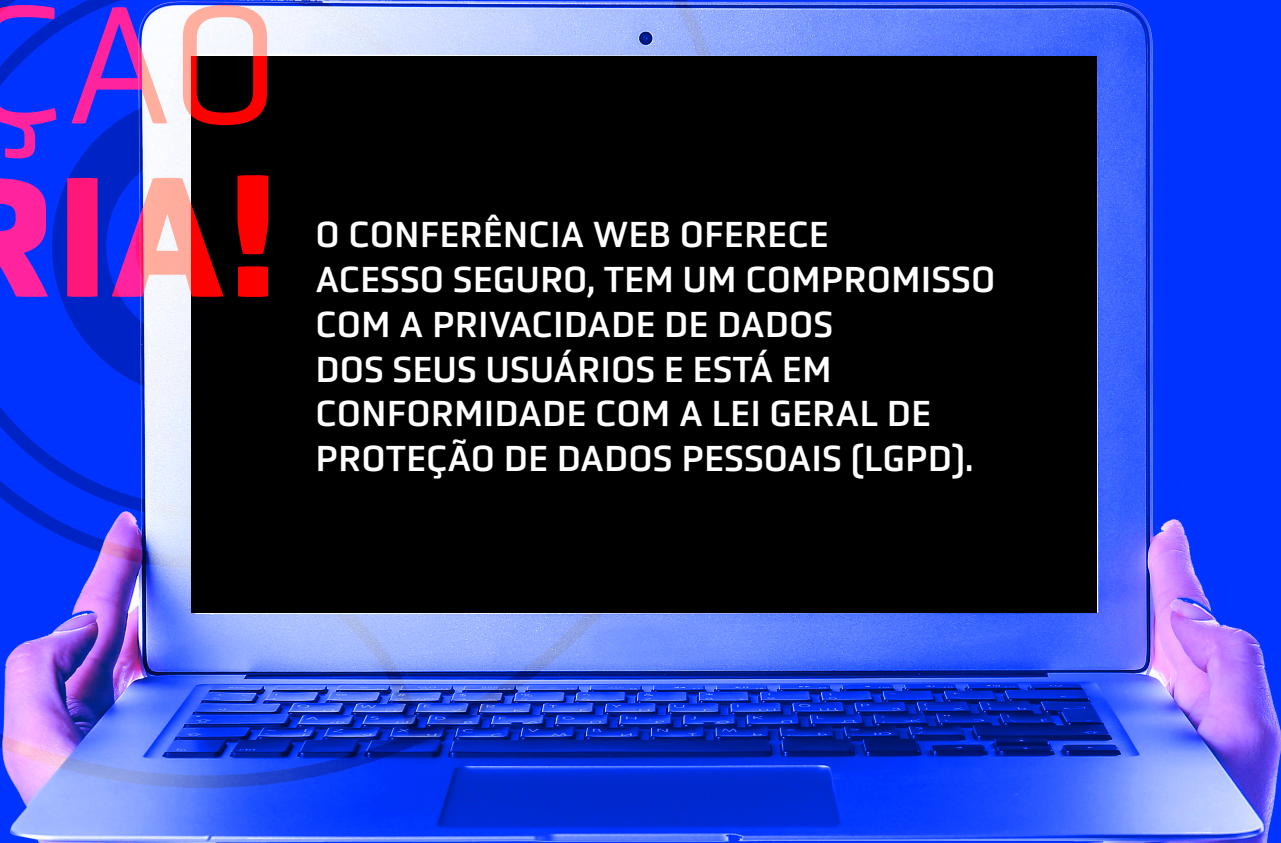 ÇÃO
RIA!
O CONFERÊNCIA WEB OFERECE
ACESSO SEGURO, TEM UM COMPROMISSO
COM A PRIVACIDADE DE DADOS
DOS SEUS USUÁRIOS E ESTÁ EM
CONFORMIDADE COM A LEI GERAL DE
PROTEÇÃO DE DADOS PESSOAIS (LGPD).